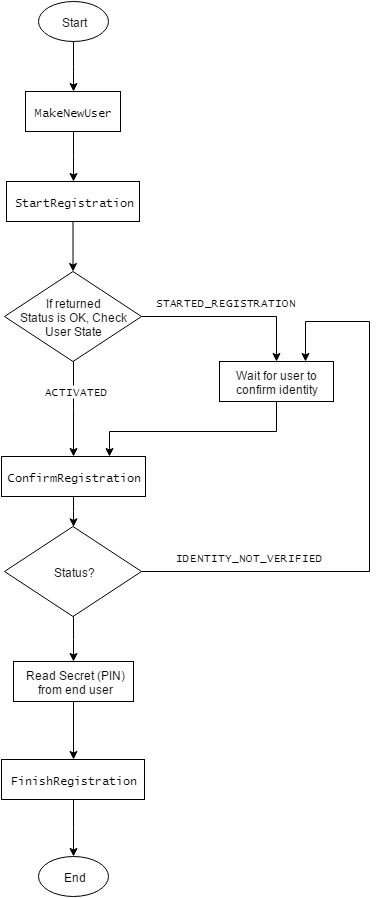 Start
MakeNewUser
StartRegistration
If returned
Status is OK, Check
User State
STARTED_REGISTRATION
Wait for user to
confirm identity
ACTIVATED
ConfirmRegistration
Status?
IDENTITY_NOT_VERIFIED
Read Secret (PIN)
from end user
FinishRegistration
End